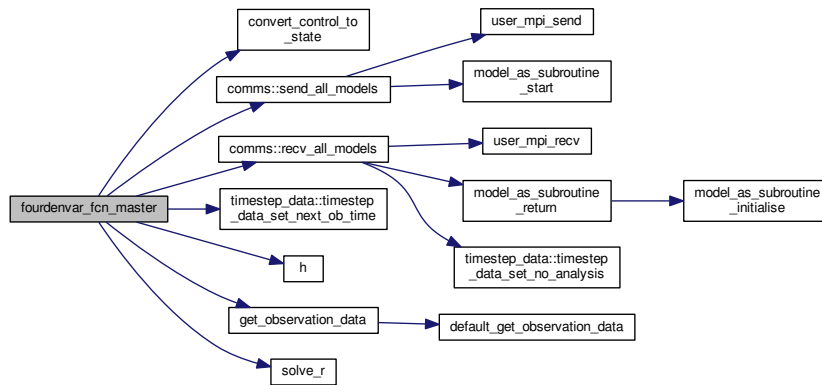 convert_control_to
_state
user_mpi_send
comms::send_all_models
model_as_subroutine
_start
comms::recv_all_models
user_mpi_recv
fourdenvar_fcn_master
timestep_data::timestep
_data_set_next_ob_time
model_as_subroutine
_return
model_as_subroutine
_initialise
h
timestep_data::timestep
_data_set_no_analysis
get_observation_data
default_get_observation_data
solve_r